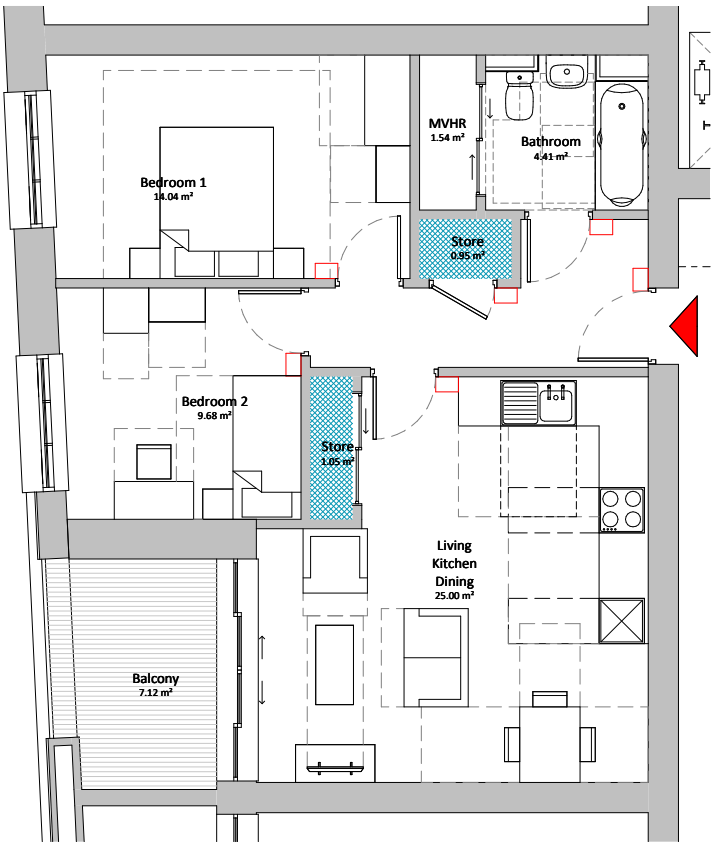 MVHR
1.54 m²
Bathroom
4.41 m²
Bedroom 1
14.04 m²
Store
0.95 m²
Bedroom 2
9.68 m²
Store
1.05 m²
Living
Kitchen
Dining
25.00 m²
Balcony
7.12 m²
T